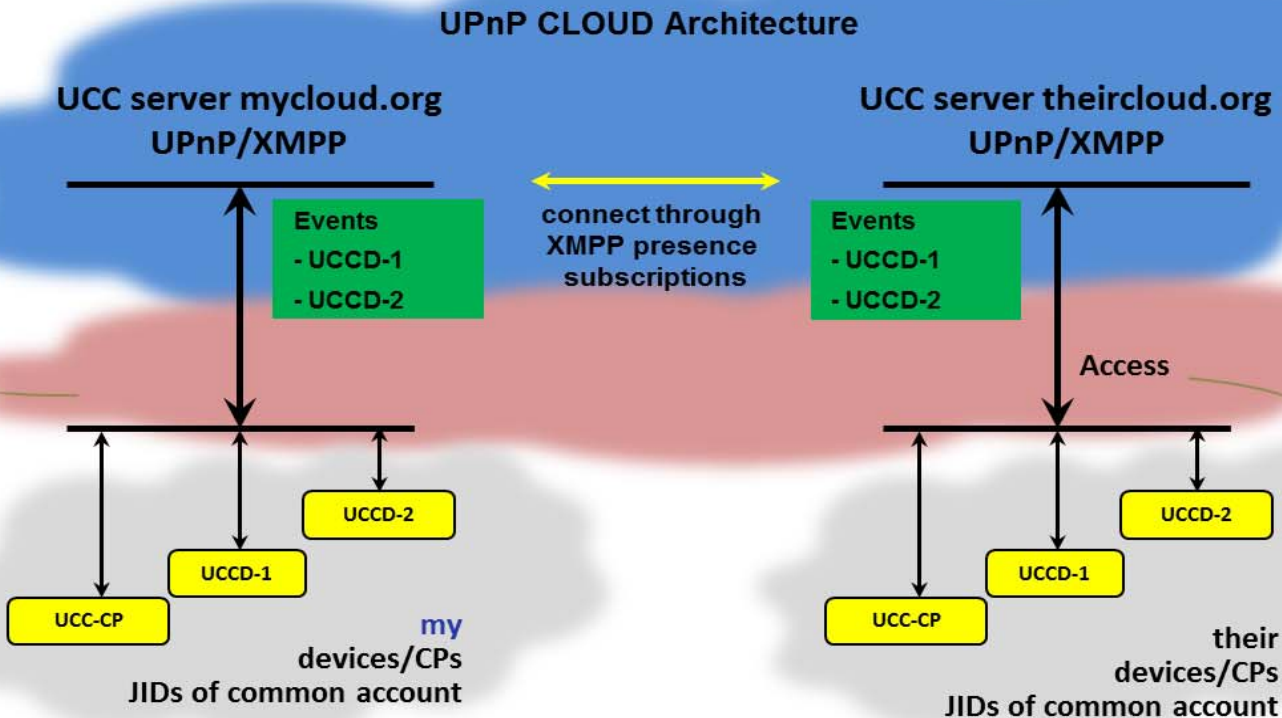 UPnP CLOUD Architecture
UCC server mycloud.org
UPnP/XMPP
Events
- UCCD-1
- UCCD-2
connect through
XMPP presence
subscriptions
UCC server theircloud.org
UPnP/XMPP
Events
- UCCD-1
- UCCD-2
Access
UCCD-2
UCCD-1
UCC-CP
my
devices/CPs
JIDs of common account
UCCD-2
UCCD-1
UCC-CP
their
devices/CPs
JIDs of common account